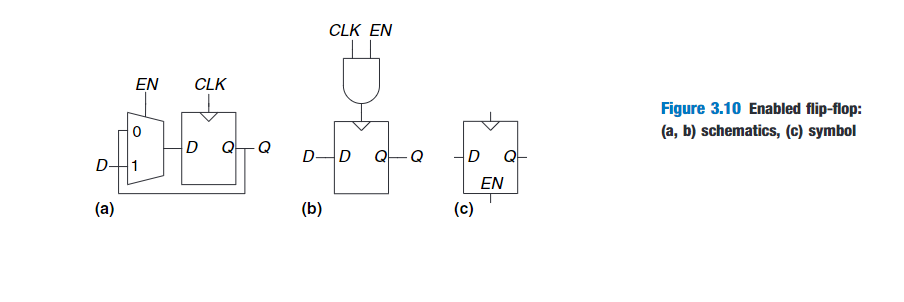 CLK EN
EN CLK
0
D Q Q
D 1
D D Q Q
D Q
EN
(a) (b) (c)
Figure 3.10 Enabled flip-flop:
(a, b) schematics, (c) symbol